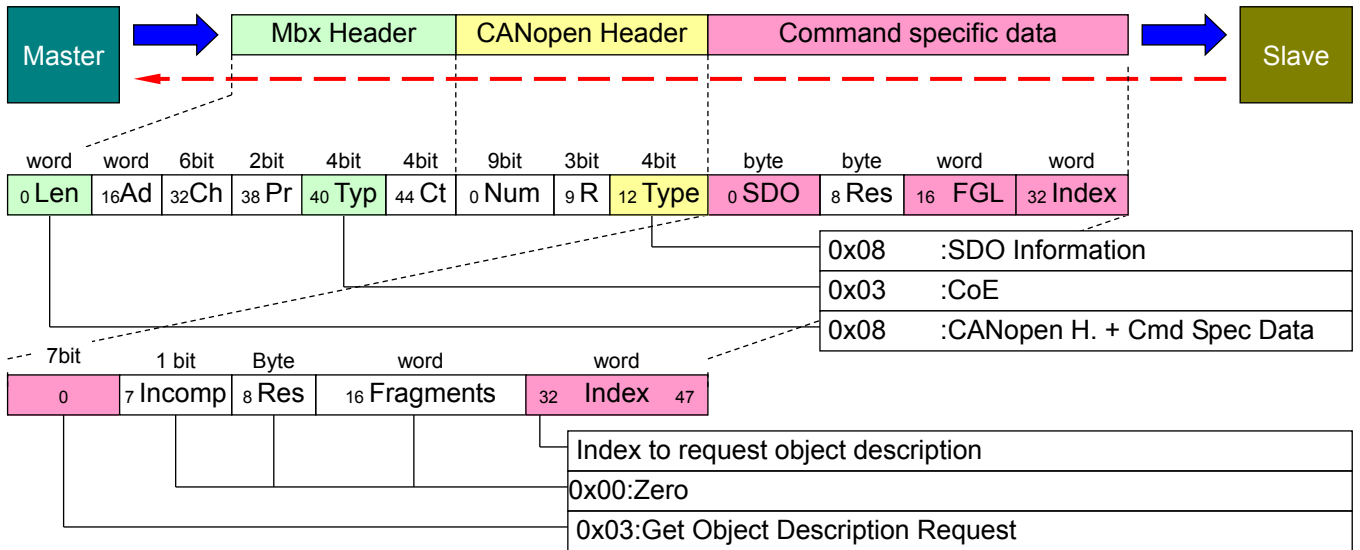 Master
Mbx Header CANopen Header Command specific data
Slave
word word 6bit 2bit 4bit 4bit 9bit 3bit 4bit byte byte word word
0 Len 16 Ad 32 Ch 38 Pr 40 Typ 44 Ct 0 Num 9 R 12 Type 0 SDO 8 Res 16 FGL 32 Index
0x08 :SDO Information
0x03 :CoE
0x08 :CANopen H. + Cmd Spec Data
7bit 1 bit Byte word word
0 7 Incomp 8 Res 16 Fragments 32 Index 47
Index to request object description
0x00:Zero
0x03:Get Object Description Request